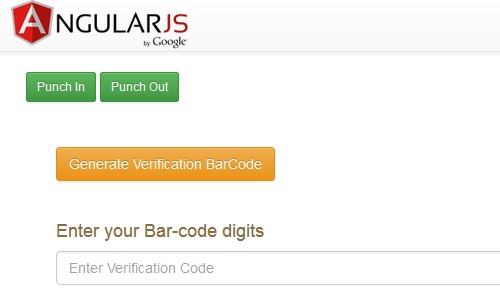 ANGULARJS
by Google
Punch In Punch Out
Generate Verification BarCode
Enter your Bar-code digits
Enter Verification Code